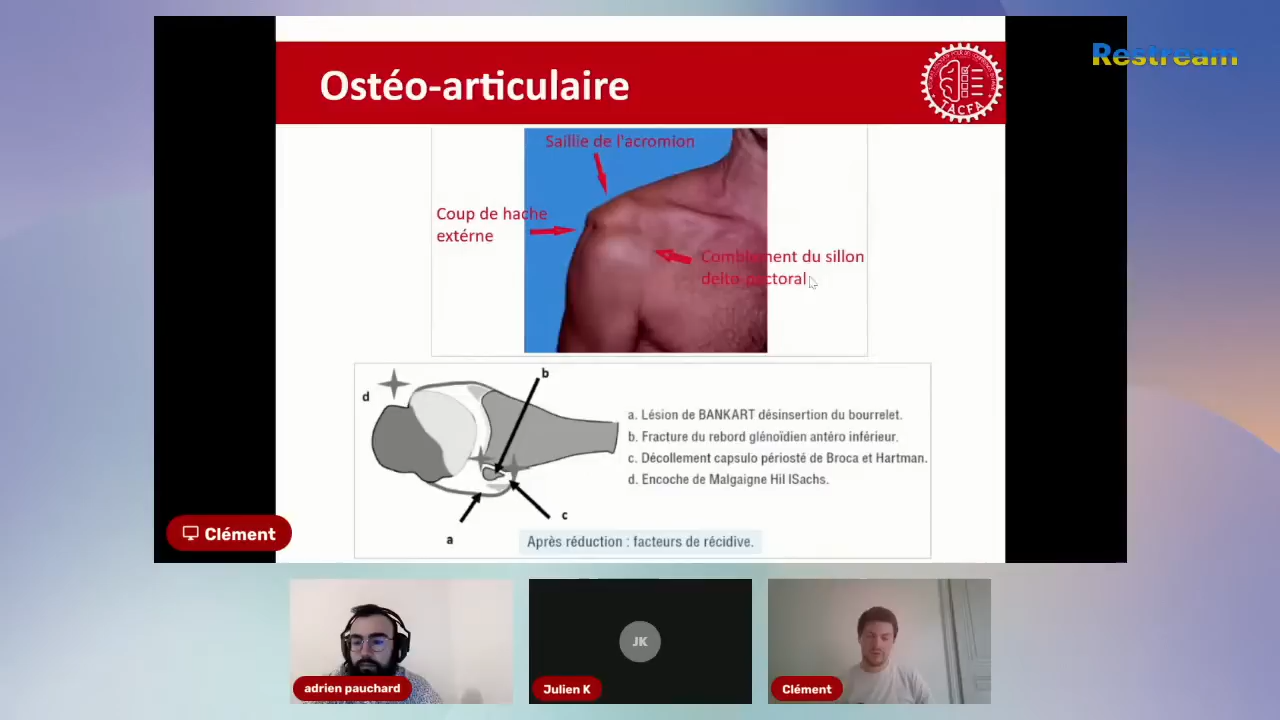 Restream
Ostéo-articulaire
TACFA
Saillie de l'acromion
Coup de hache
extérne
Comblement du sillon
delto-pectoral
b
d
a. Lésion de BANKART désinsertion du bourrelet.
b. Fracture du rebord glénoïdien antéro inférieur.
c. Décollement capsulo périosté de Broca et Hartman.
d. Encoche de Malgaigne Hil lSachs.
c
a
Après réduction : facteurs de récidive.
Clément
adrien pauchard
JK
Julien K
Clément